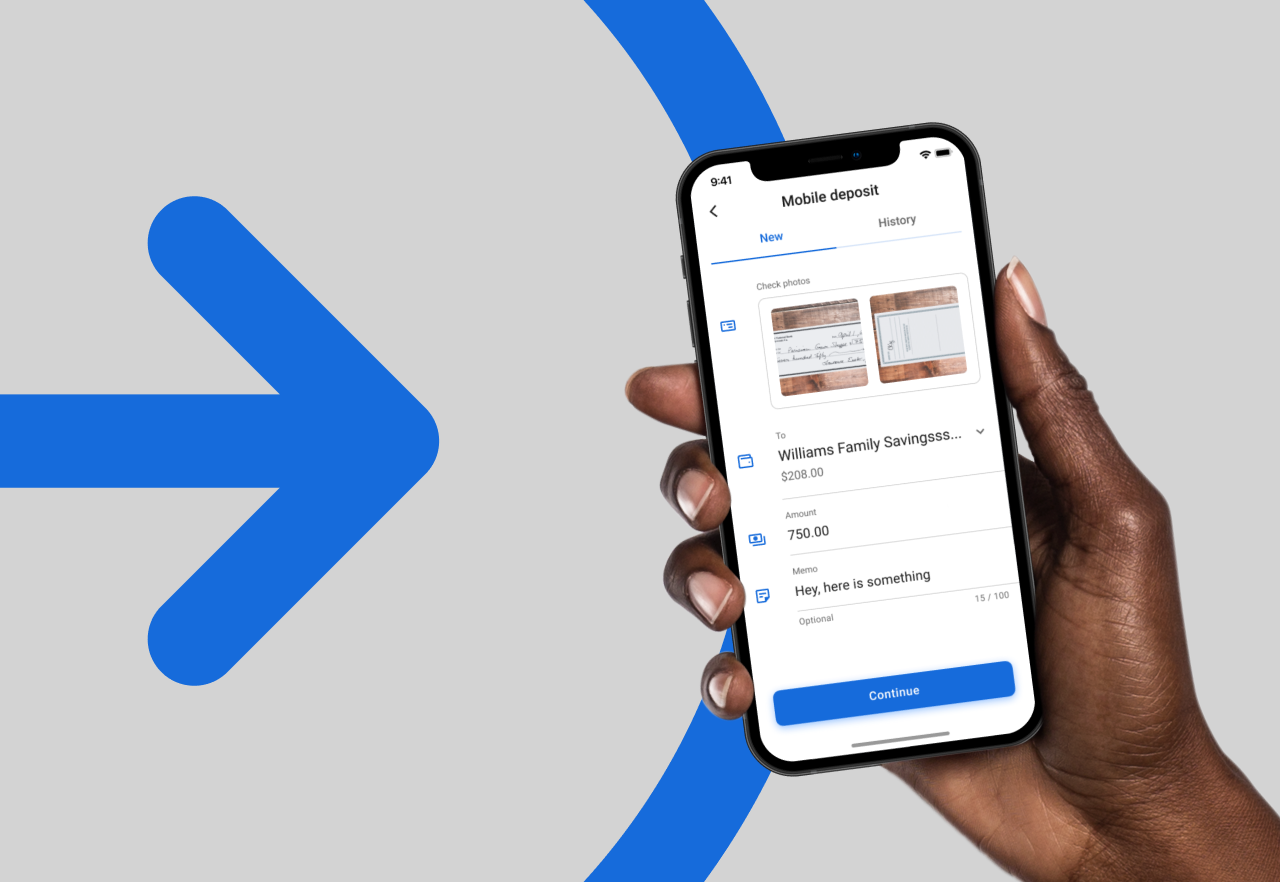 9:41
Mobile deposit
New
History
Check photos
To
Williams Family Savingsss...
$208.00
Amount
750.00
Memo
Hey, here is something
Optional
15 / 100
Continue